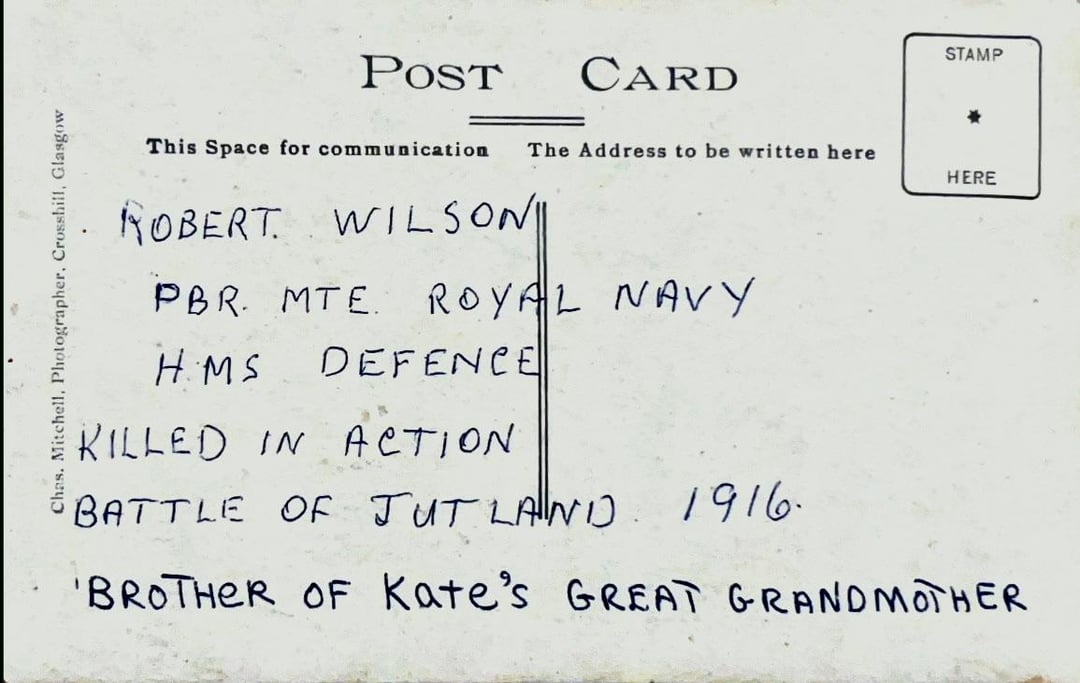 POST CARD
STAMP
HERE
This Space for communication
The Address to be written here
Chas. Mitchell, Photographer, Crosshill, Glasgow
ROBERT. WILSON
PBR. MTE. ROYAL NAVY
H.M S DEFENCE
KILLED IN ACTION
BATTLE OF JUTLAND. 1916.
'BROTHER OF Kate's GREAT GRANDMOTHER